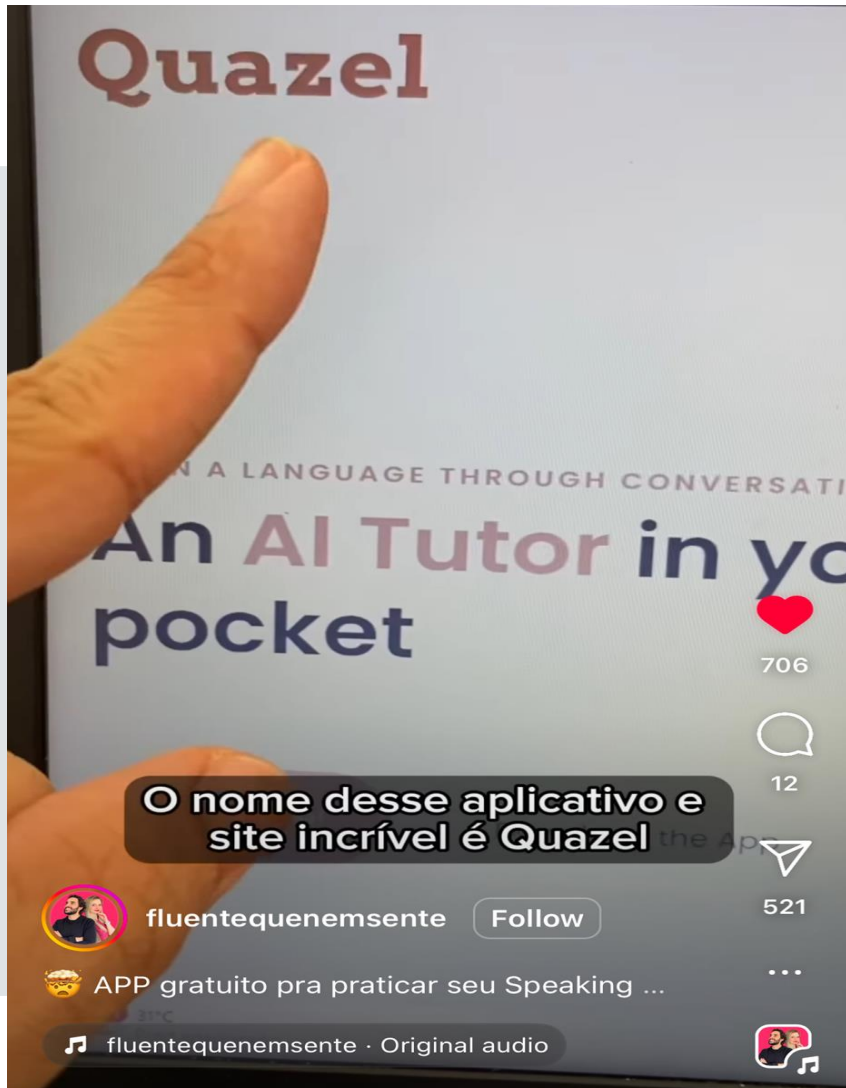 Quazel
N A LANGUAGE THROUGH CONVERSATI
An AI Tutor in yo
pocket
706
12
O nome desse aplicativo e
site incrível é Quazel
the App
521
fluentequenemsente
Follow
🤯 APP gratuito pra praticar seu Speaking ...
31°C
fluentequenemsente · Original audio